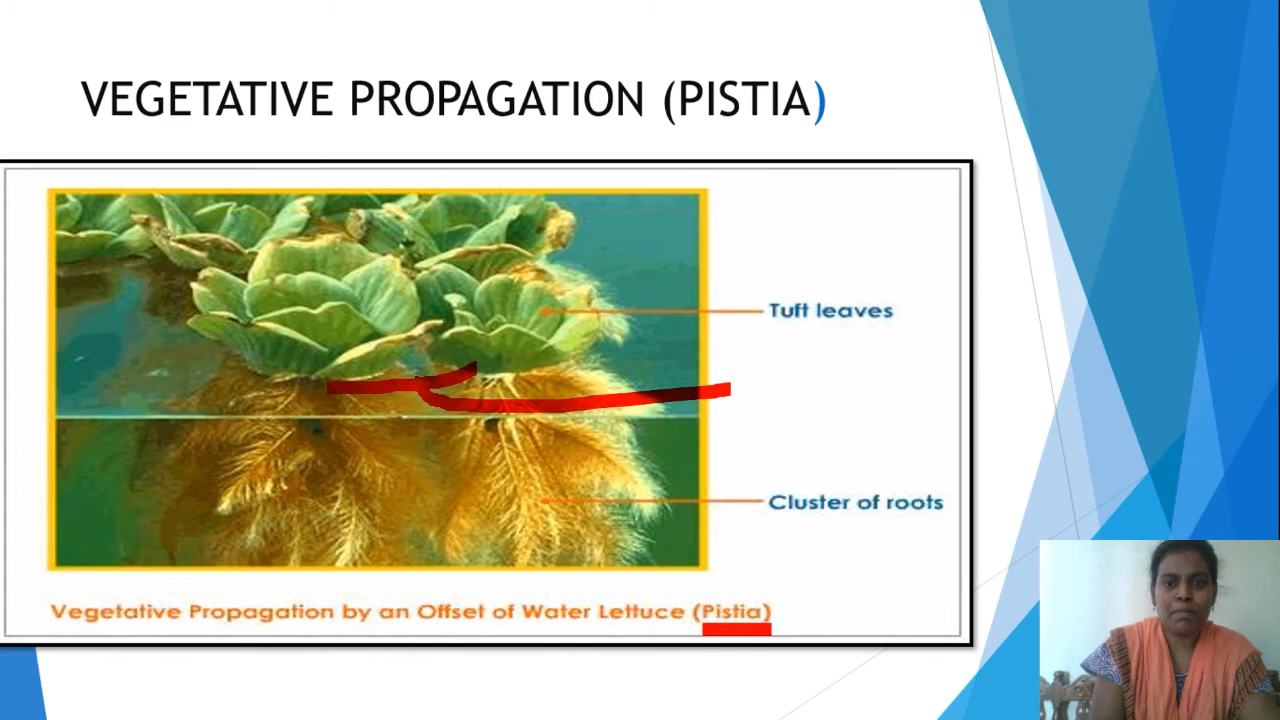 VEGETATIVE PROPAGATION (PISTIA)
Tuft leaves
Cluster of roots
Vegetative Propagation by an Offset of Water Lettuce (Pistia)